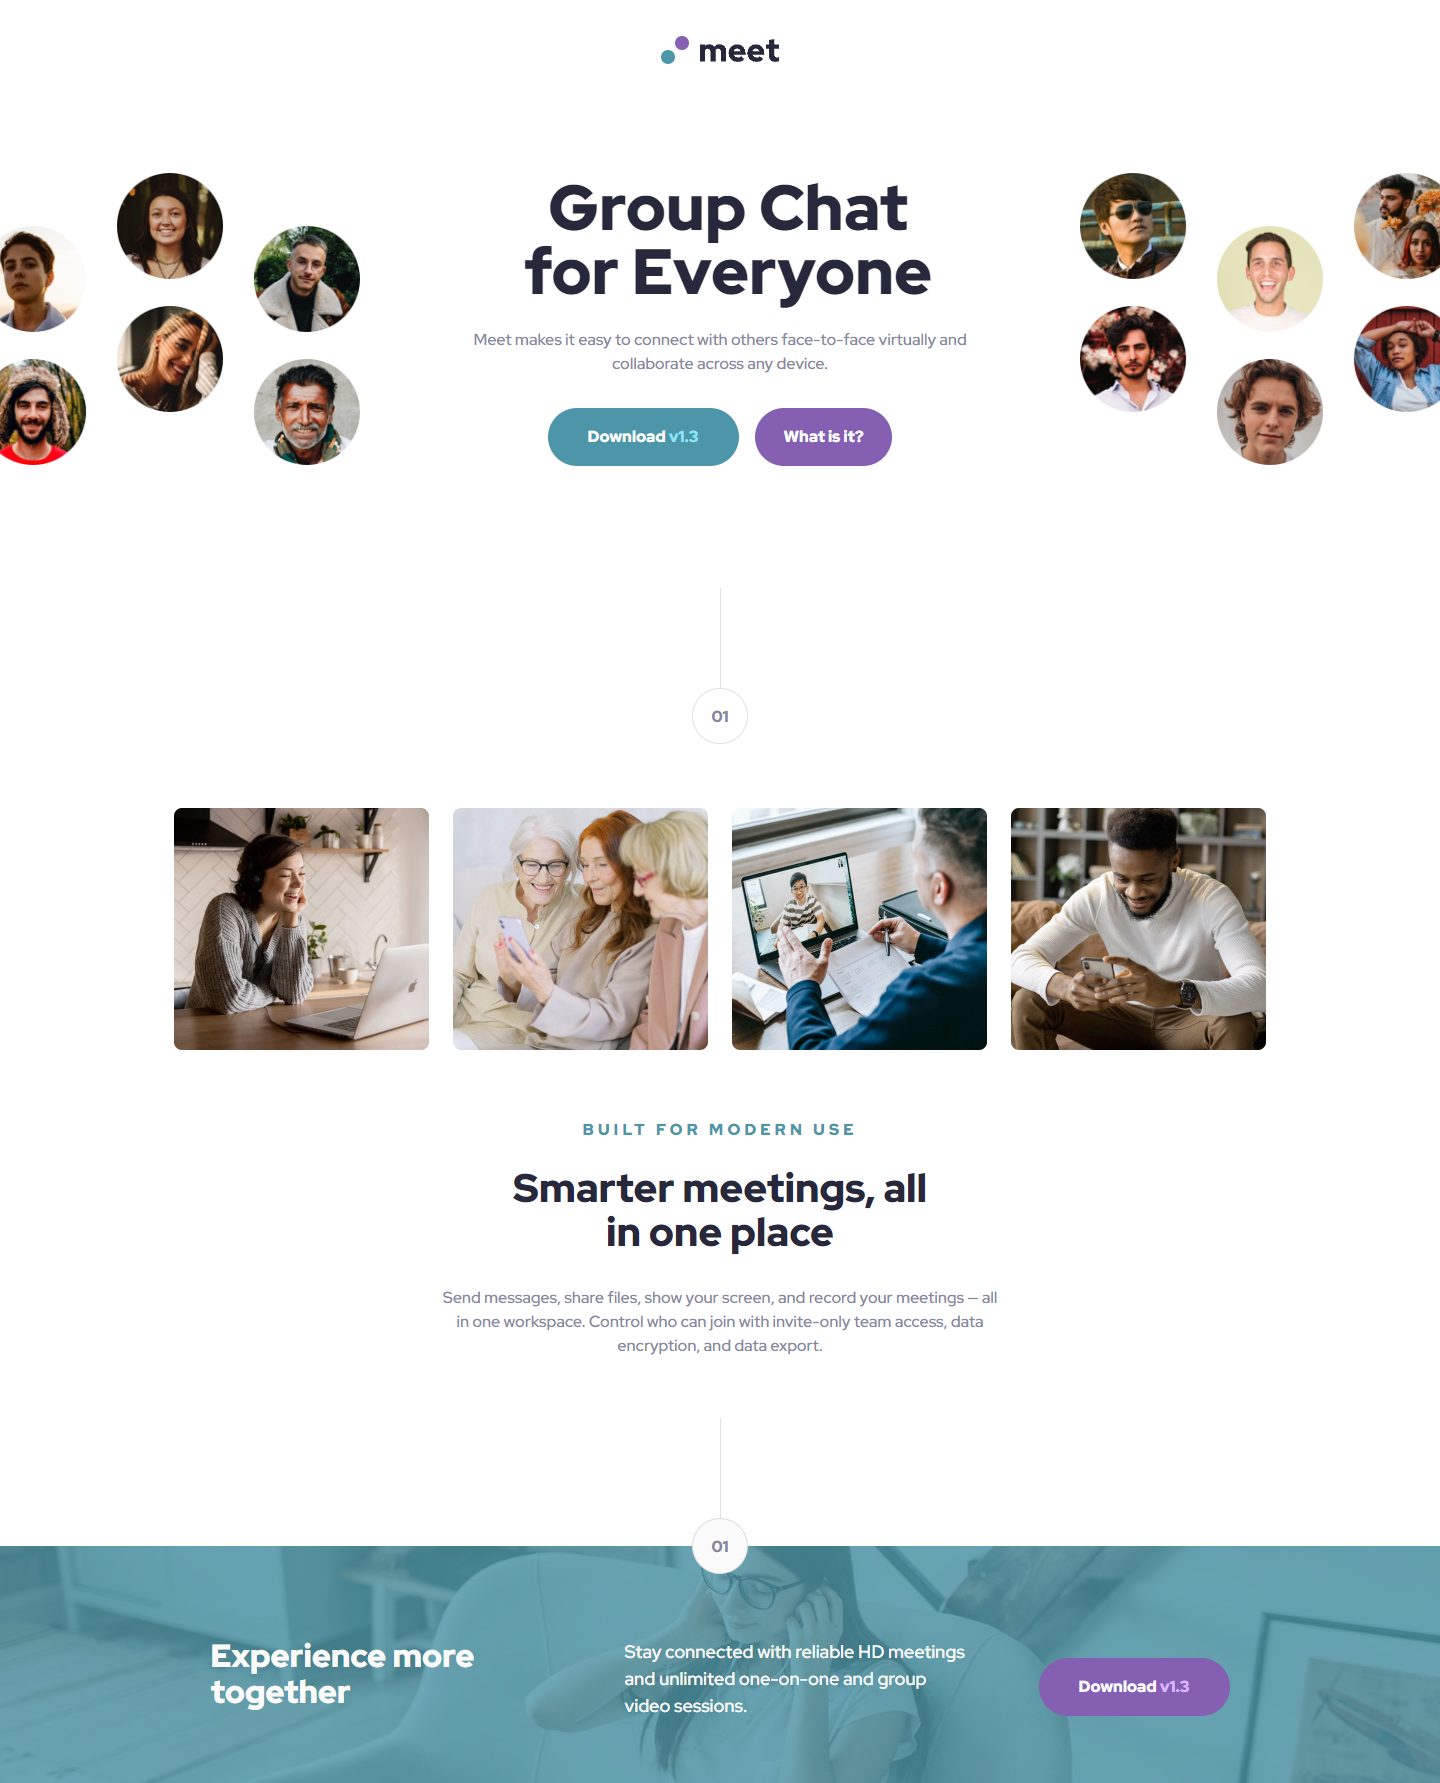 meet
Group Chat
for Everyone
Meet makes it easy to connect with others face-to-face virtually and
collaborate across any device.
Download v1.3
What is it?
01
BUILT FOR MODERN USE
Smarter meetings, all
in one place
Send messages, share files, show your screen, and record your meetings — all
in one workspace. Control who can join with invite-only team access, data
encryption, and data export.
01
Experience more
together
Stay connected with reliable HD meetings
and unlimited one-on-one and group
video sessions.
Download v1.3